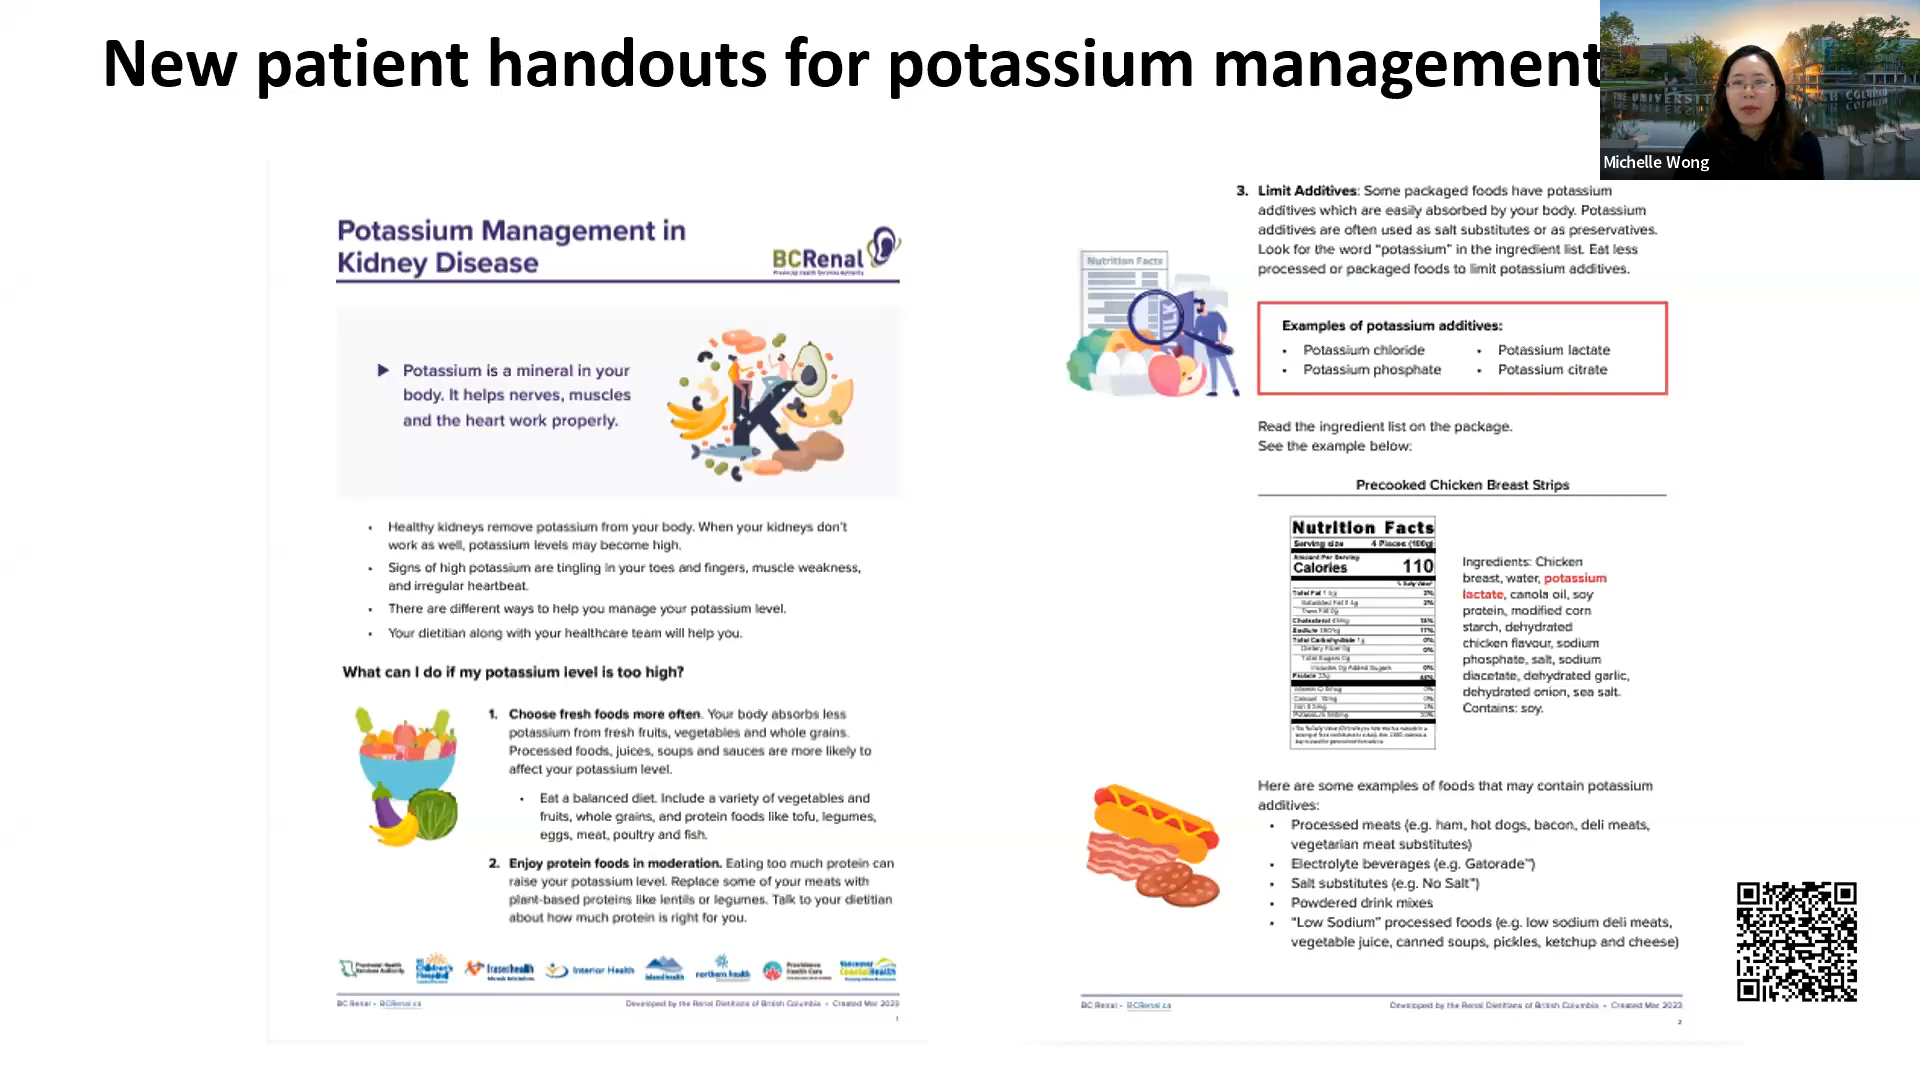 New patient handouts for potassium management
Michelle Wong
Potassium Management in
Kidney Disease
BCRenal
Potassium is a mineral in your
body. It helps nerves, muscles
and the heart work properly.
K
• Healthy kidneys remove potassium from your body. When your kidneys don't
work as well, potassium levels may become high.
• Signs of high potassium are tingling in your toes and fingers, muscle weakness,
and irregular heartbeat.
• There are different ways to help you manage your potassium level.
• Your dietitian along with your healthcare team will help you.
What can I do if my potassium level is too high?
1. Choose fresh foods more often. Your body absorbs less
potassium from fresh fruits, vegetables and whole grains.
Processed foods, juices, soups and sauces are more likely to
affect your potassium level.
• Eat a balanced diet. Include a variety of vegetables and
fruits, whole grains, and protein foods like tofu, legumes,
eggs, meat, poultry and fish.
2. Enjoy protein foods in moderation. Eating too much protein can
raise your potassium level. Replace some of your meats with
plant-based proteins like lentils or legumes. Talk to your dietitian
about how much protein is right for you.
fraserhealth
Interior Health
island health
northern health
BC Renal • BCRenal.ca
Developed by the Renal Dietitians of British Columbia • Created Mar 2023
1
3. Limit Additives: Some packaged foods have potassium
additives which are easily absorbed by your body. Potassium
additives are often used as salt substitutes or as preservatives.
Look for the word "potassium" in the ingredient list. Eat less
processed or packaged foods to limit potassium additives.
Nutrition Facts
Examples of potassium additives:
• Potassium chloride
• Potassium lactate
• Potassium phosphate
• Potassium citrate
Read the ingredient list on the package.
See the example below:
Precooked Chicken Breast Strips
Nutrition Facts
Serving size 4 Pieces (100g)
Amount Per Serving
Calories 110
Ingredients: Chicken
breast, water, potassium
lactate, canola oil, soy
protein, modified corn
starch, dehydrated
chicken flavour, sodium
phosphate, salt, sodium
diacetate, dehydrated garlic,
dehydrated onion, sea salt.
Contains: soy.
Here are some examples of foods that may contain potassium
additives:
• Processed meats (e.g. ham, hot dogs, bacon, deli meats,
vegetarian meat substitutes)
• Electrolyte beverages (e.g. Gatorade™)
• Salt substitutes (e.g. No Salt™)
• Powdered drink mixes
• "Low Sodium" processed foods (e.g. low sodium deli meats,
vegetable juice, canned soups, pickles, ketchup and cheese)
BC Renal • BCRenal.ca
Developed by the Renal Dietitians of British Columbia • Created Mar 2023
2